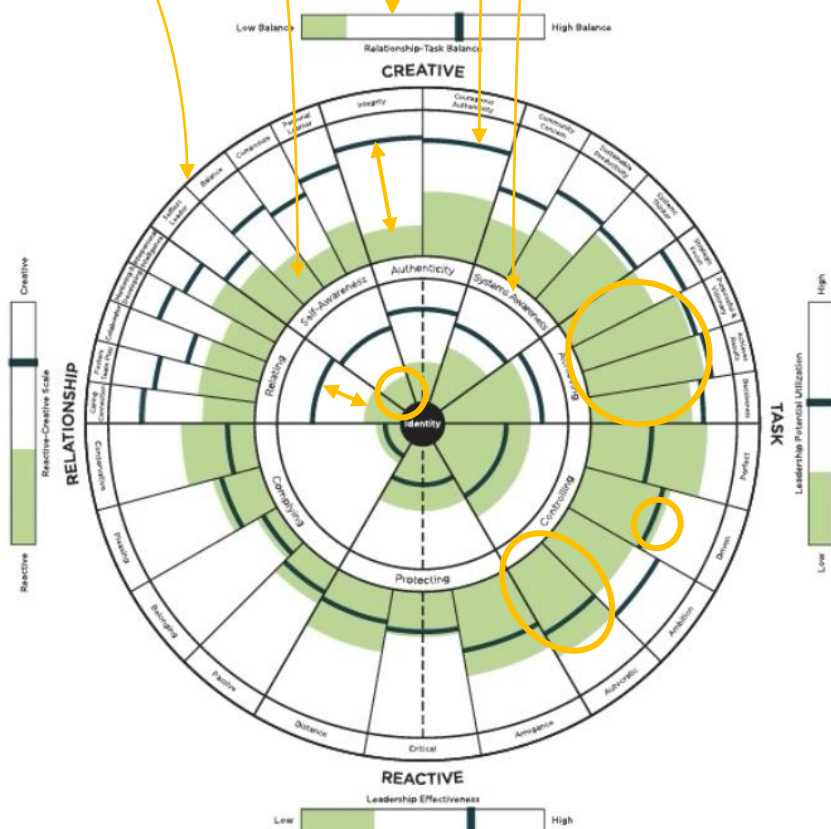 Low Balance
High Balance
Relationship-Task Balance
CREATIVE
Integrity
Courageous
Authenticity
Community
Concern
Sustainable
Productivity
Systems
Thinker
Strategic
Focus
Purposeful &
Visionary
Achieves
Results
Decisiveness
Personal
Learner
Composure
Balance
Selfless
Leader
Interpersonal
Intelligence
Mentoring &
Developing
Collaborator
Fosters
Team Play
Caring
Connection
Authenticity
Self-Awareness
Systems Awareness
Relating
Achieving
Identity
Creative
Reactive-Creative Scale
Reactive
RELATIONSHIP
TASK
High
Leadership Potential Utilization
Low
Complying
Controlling
Protecting
Conservative
Pleasing
Belonging
Passive
Distance
Critical
Arrogance
Autocratic
Ambition
Driven
Perfect
REACTIVE
Leadership Effectiveness
Low
High